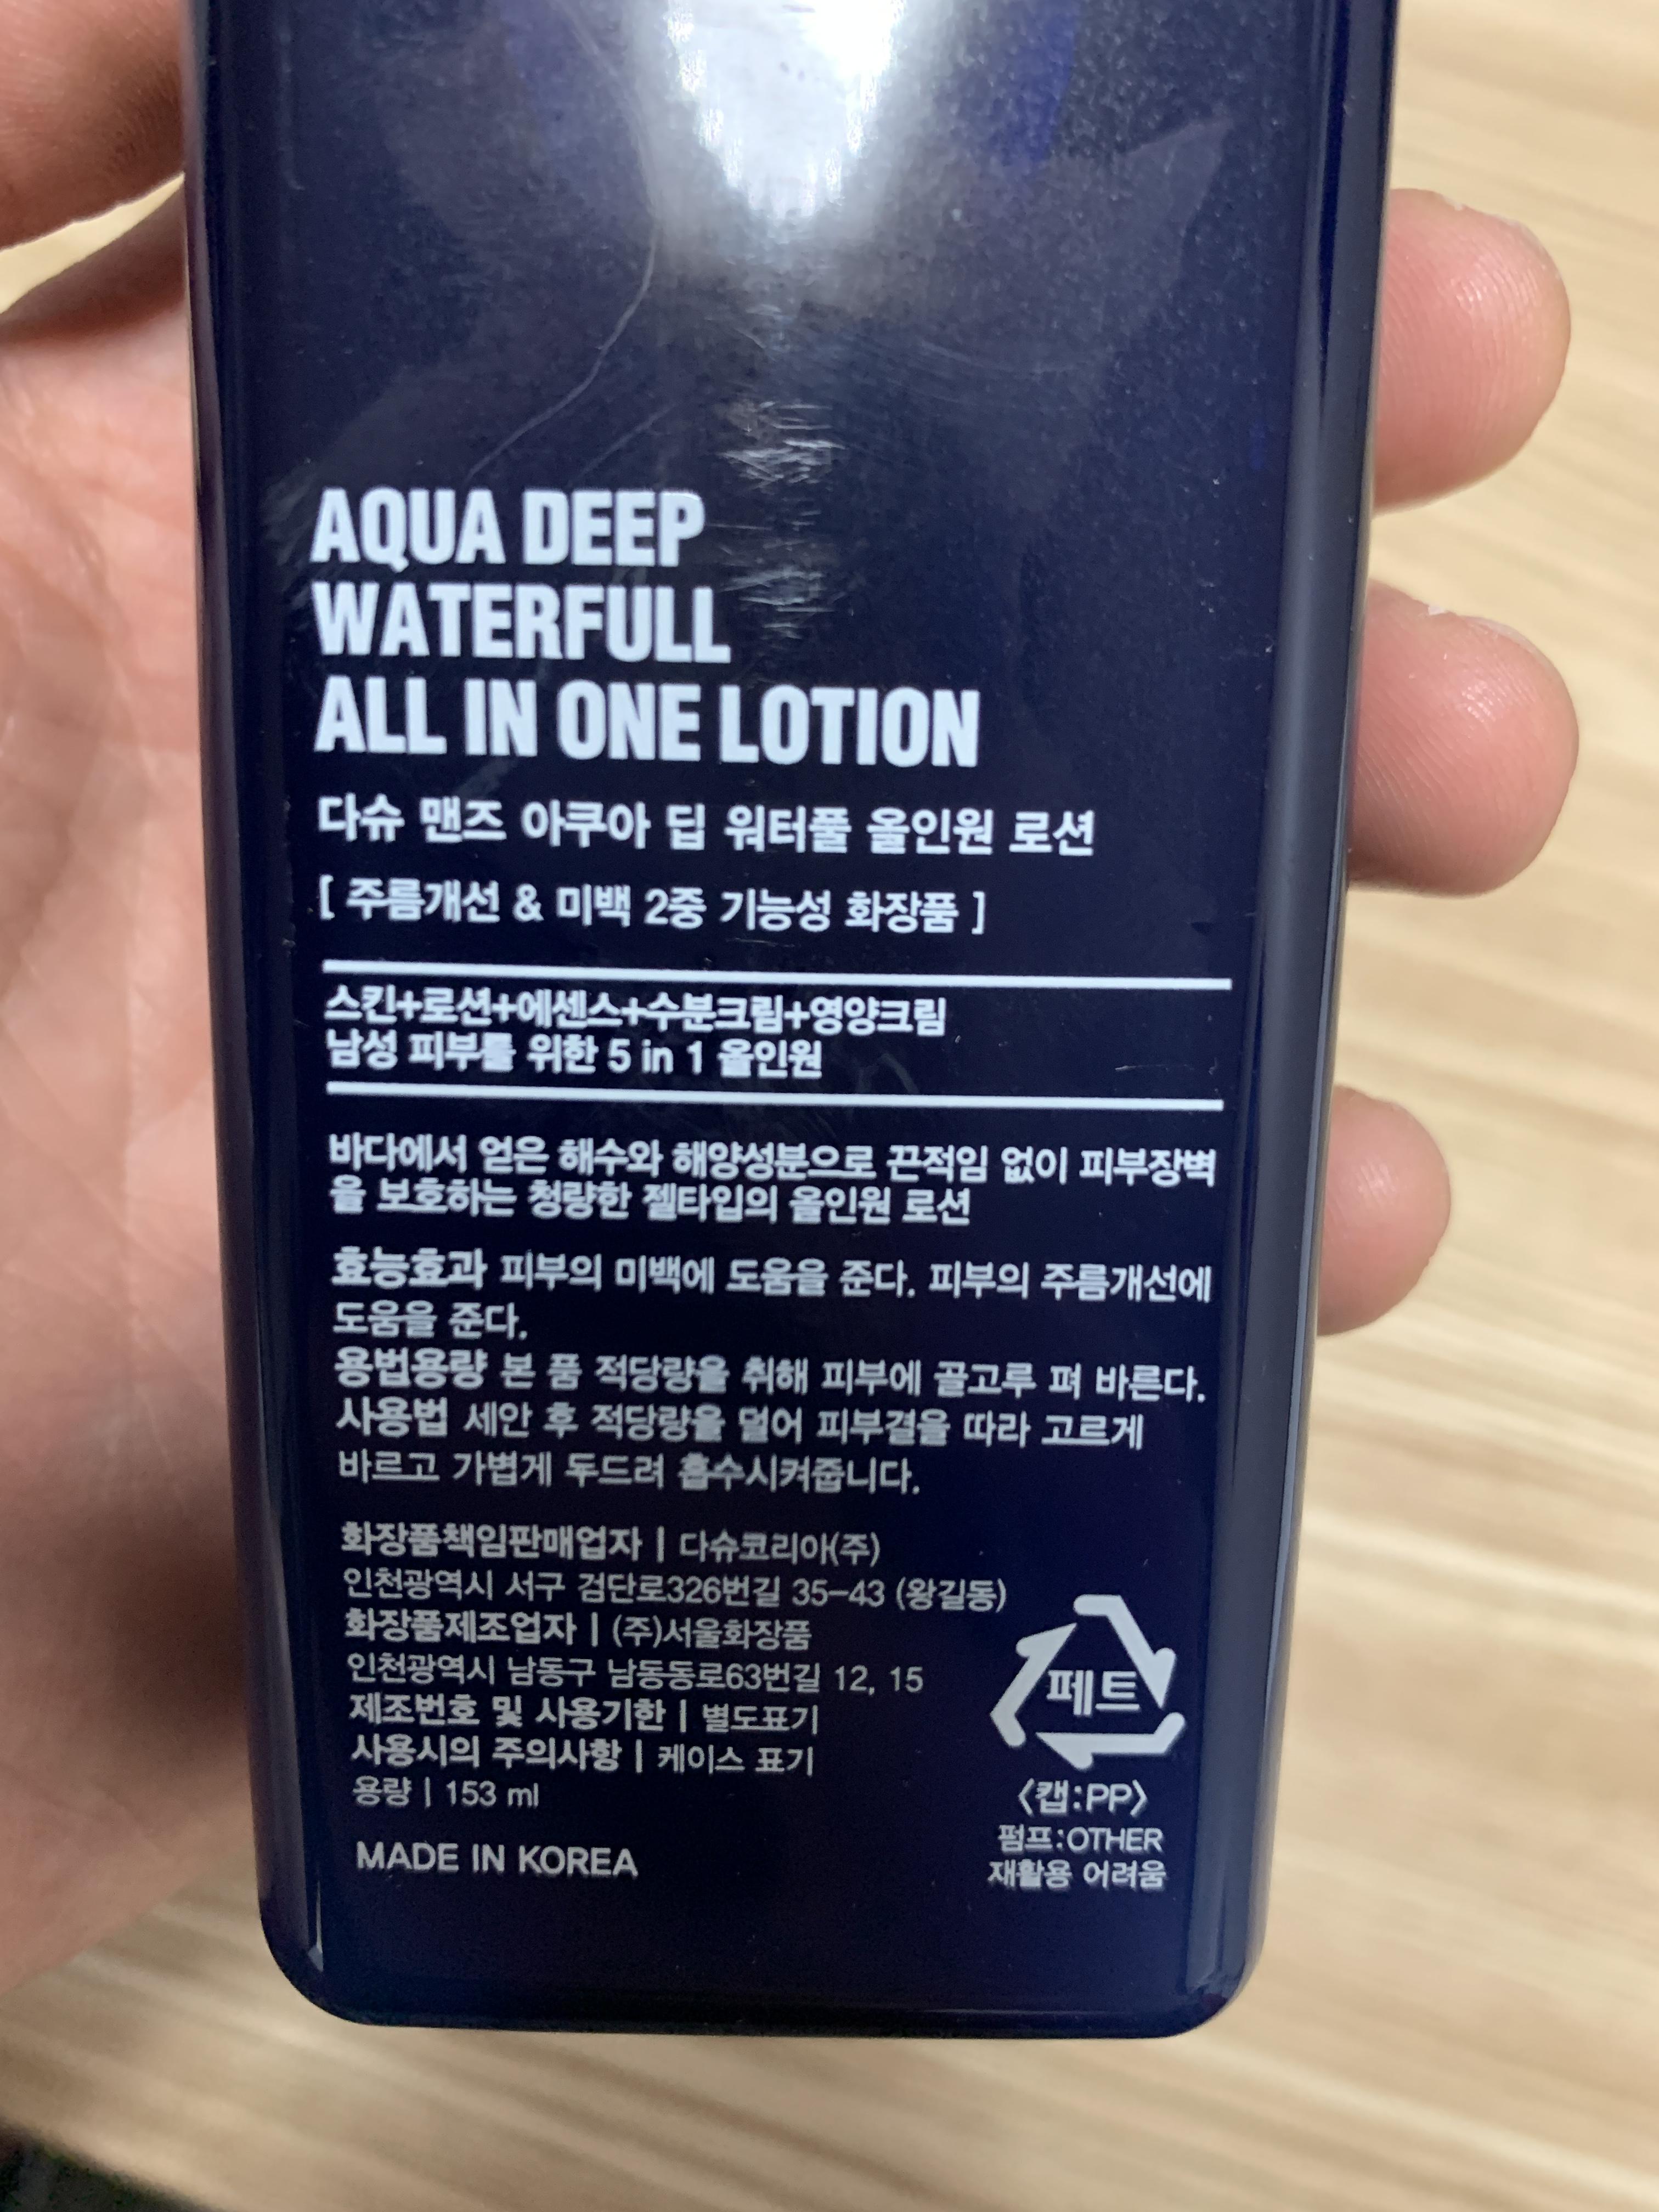 AQUA DEEP
WATERFULL
ALL IN ONE LOTION
다슈 맨즈 아쿠아 딥 워터풀 올인원 로션
[ 주름개선 & 미백 2중 기능성 화장품 ]
스킨+로션+에센스+수분크림+영양크림
남성 피부를 위한 5 in 1 올인원
바다에서 얻은 해수와 해양성분으로 끈적임 없이 피부장벽
을 보호하는 청량한 젤타입의 올인원 로션
효능효과 피부의 미백에 도움을 준다. 피부의 주름개선에
도움을 준다.
용법용량 본 품 적당량을 취해 피부에 골고루 펴 바른다.
사용법 세안 후 적당량을 덜어 피부결을 따라 고르게
바르고 가볍게 두드려 흡수시켜줍니다.
화장품책임판매업자 | 다슈코리아(주)
인천광역시 서구 검단로326번길 35-43 (왕길동)
화장품제조업자 | (주)서울화장품
인천광역시 남동구 남동동로63번길 12, 15
제조번호 및 사용기한 | 별도표기
사용시의 주의사항 | 케이스 표기
용량 | 153 ml
MADE IN KOREA
페트
〈캡:PP〉
펌프:OTHER
재활용 어려움